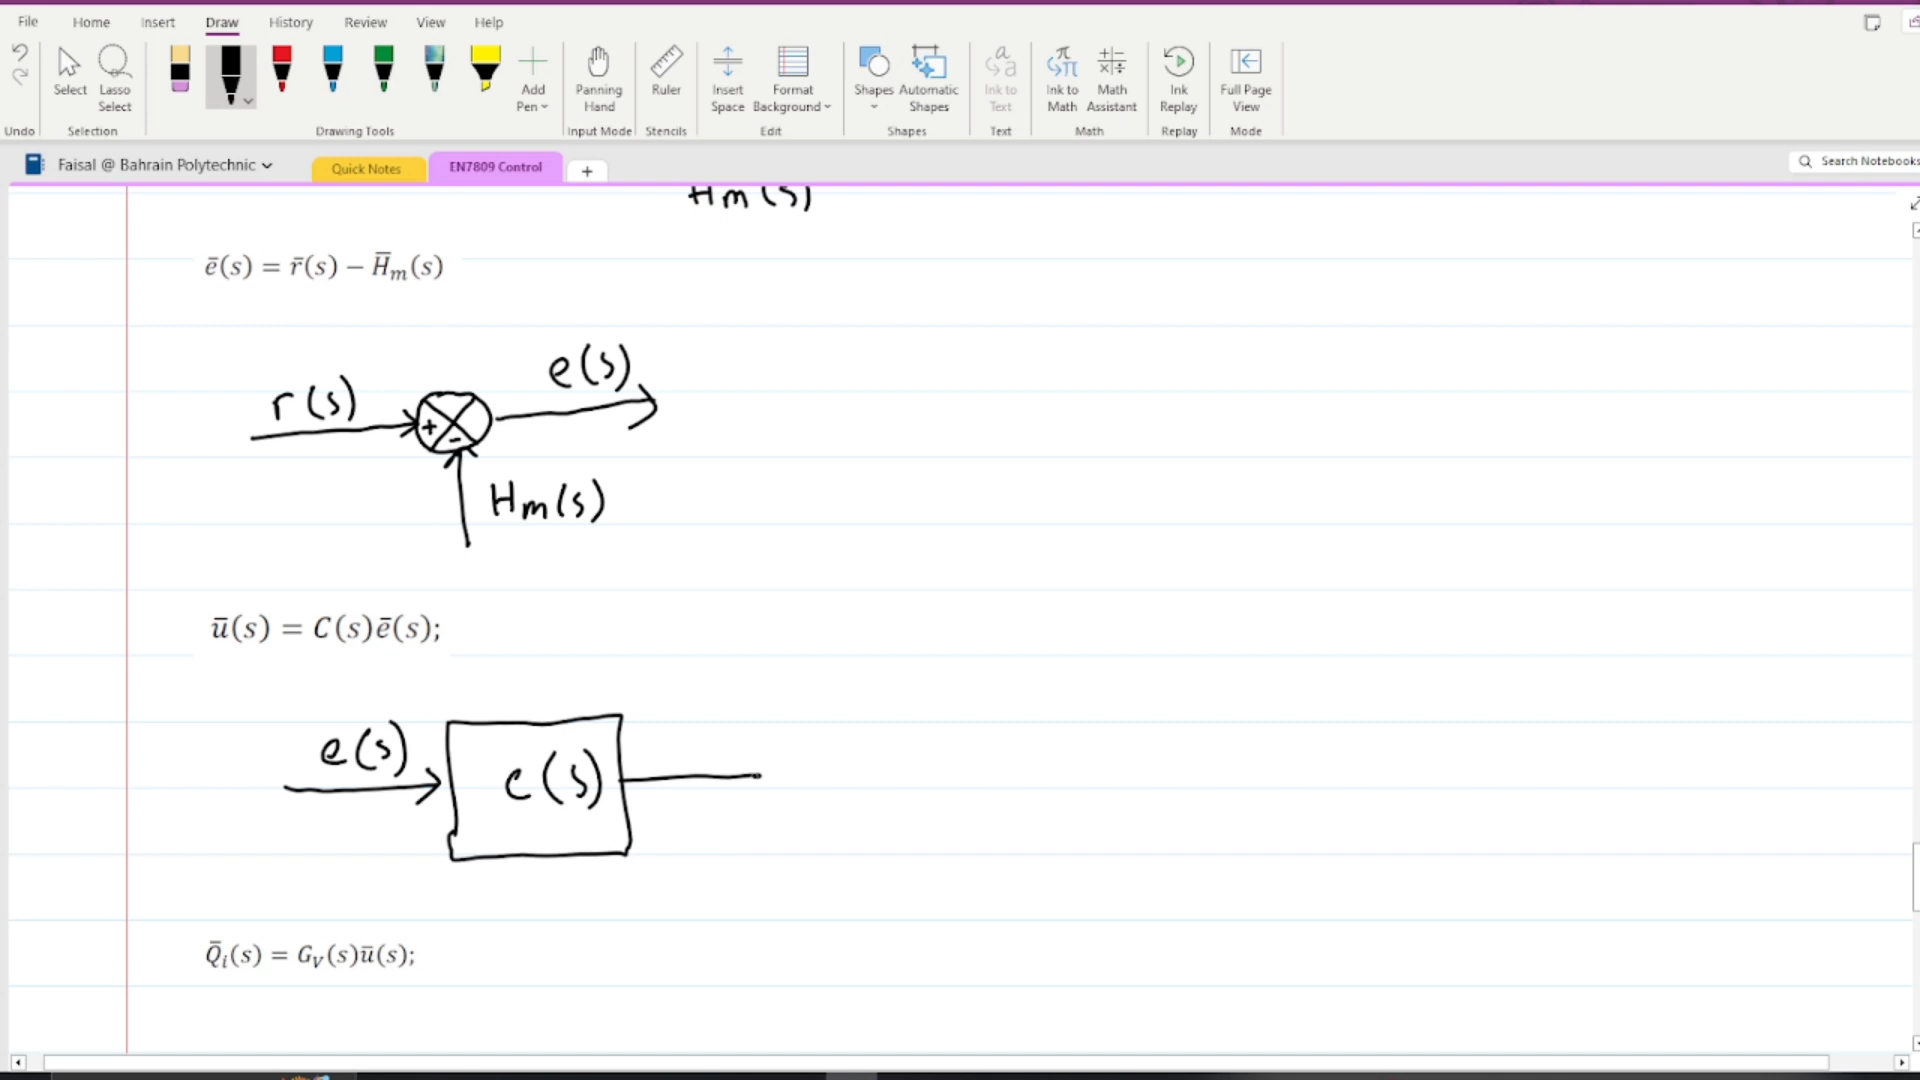 File Home Insert Draw History Review View Help
Select Lasso Select Add Pen Panning Hand Ruler Insert Space Format Background Shapes Automatic Shapes Ink to Text Ink to Math Math Assistant Ink Replay Full Page View
Undo Selection Drawing Tools Input Mode Stencils Edit Shapes Text Math Replay Mode
Faisal @ Bahrain Polytechnic Quick Notes EN7809 Control + Search Notebooks
Hm(s)
ē(s) = r̄(s) − H̄ₘ(s)
e(s)
r(s)
+
-
Hm(s)
ū(s) = C(s)ē(s);
e(s)
c(s)
Q̄ᵢ(s) = G_V(s)ū(s);